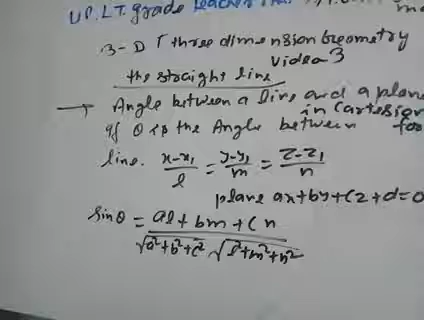 U.P. L.T. grade teacher
3-D (three dimension Geometry
video 3
the straight line
→ Angle between a line and a plane
in Cartesian
If θ is the Angle between
line. x-x₁/l = y-y₁/m = z-z₁/n
plane ax+by+cz+d=0
sinθ = al+bm+cn/√a²+b²+c² √l²+m²+n²